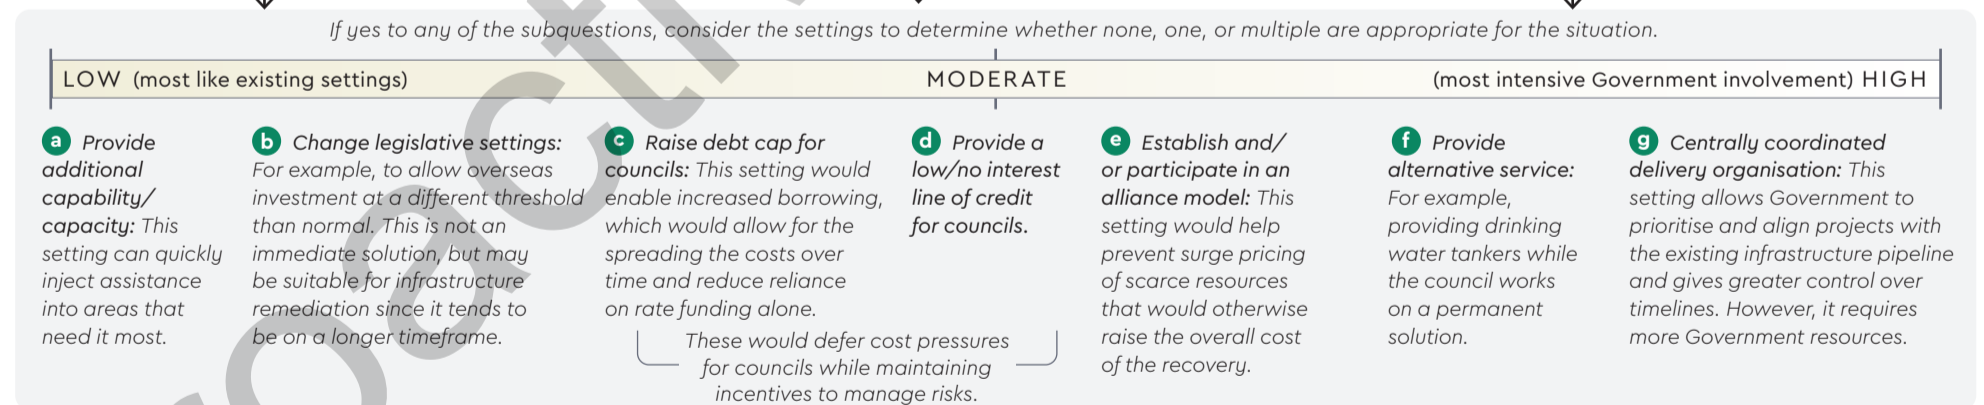 If yes to any of the subquestions, consider the settings to determine whether none, one, or multiple are appropriate for the situation.
LOW (most like existing settings)
MODERATE
(most intensive Government involvement) HIGH
a Provide
additional
capability/
capacity: This
setting can quickly
inject assistance
into areas that
need it most.
b Change legislative settings:
For example, to allow overseas
investment at a different threshold
than normal. This is not an
immediate solution, but may
be suitable for infrastructure
remediation since it tends to
be on a longer timeframe.
c Raise debt cap for
councils: This setting would
enable increased borrowing,
which would allow for the
spreading the costs over
time and reduce reliance
on rate funding alone.
d Provide a
low/no interest
line of credit
for councils.
These would defer cost pressures
for councils while maintaining
incentives to manage risks.
e Establish and/
or participate in an
alliance model: This
setting would help
prevent surge pricing
of scarce resources
that would otherwise
raise the overall cost
of the recovery.
f Provide
alternative service:
For example,
providing drinking
water tankers while
the council works
on a permanent
solution.
g Centrally coordinated
delivery organisation: This
setting allows Government to
prioritise and align projects with
the existing infrastructure pipeline
and gives greater control over
timelines. However, it requires
more Government resources.